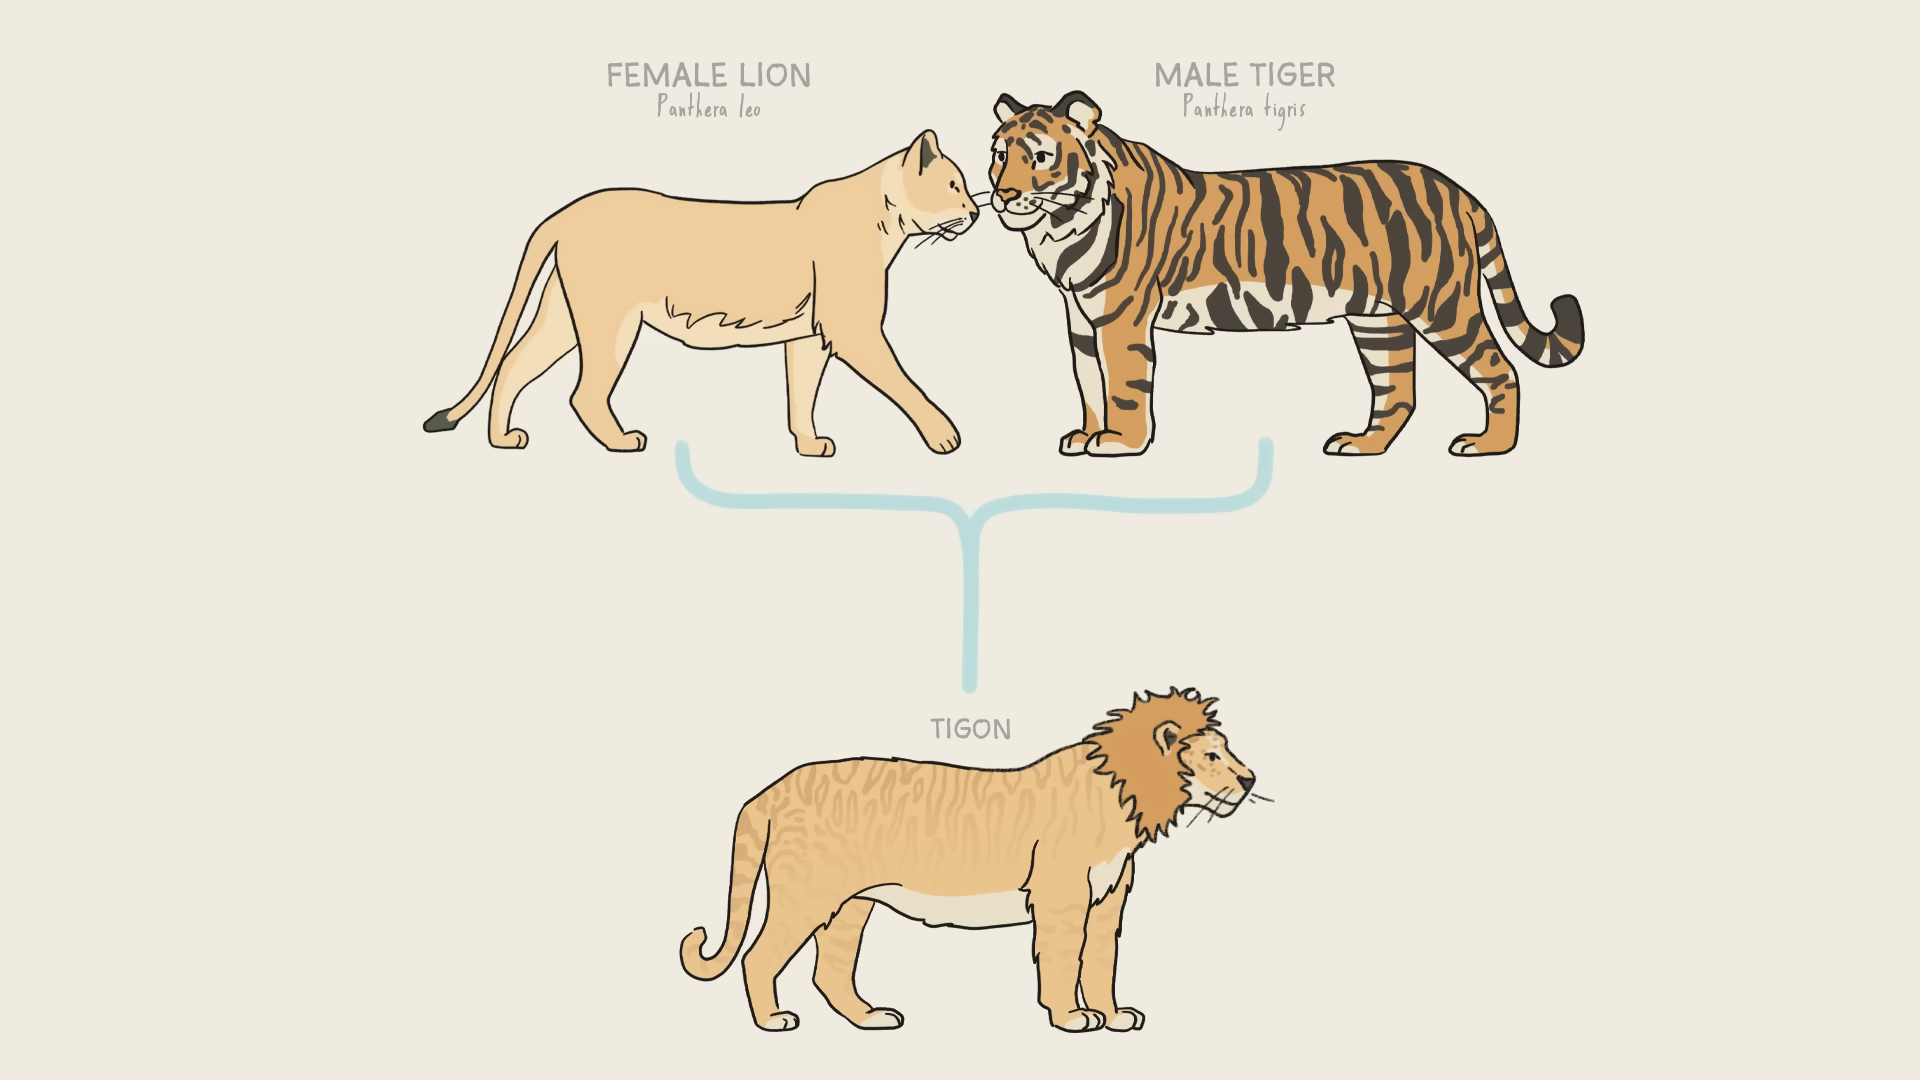 FEMALE LION
Panthera leo
MALE TIGER
Panthera tigris
TIGON